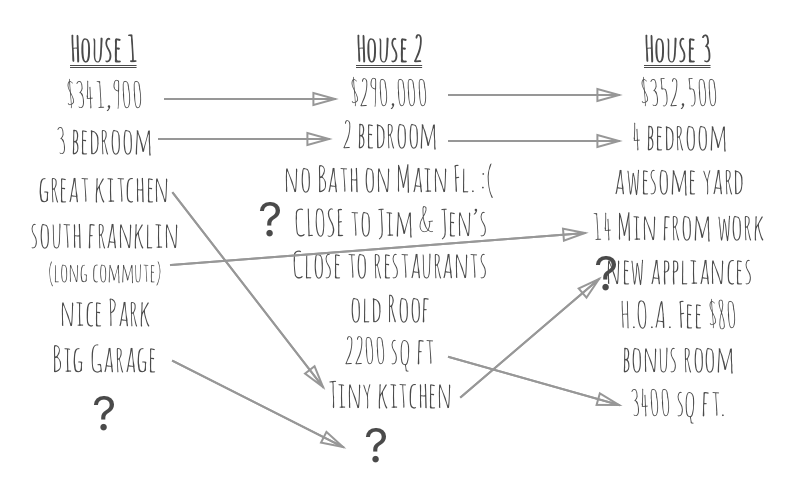 House 1
$341,900
3 bedroom
great kitchen
South Franklin
(long commute)
nice Park
Big Garage
?
House 2
$290,000
2 bedroom
no Bath on Main Fl. :(
? Close to Jim & Jen's
Close to restaurants
old Roof
2200 sq ft
Tiny kitchen
?
House 3
$352,500
4 bedroom
awesome yard
14 Min from work
? New appliances
H.O.A. Fee $80
bonus room
3400 sq ft.